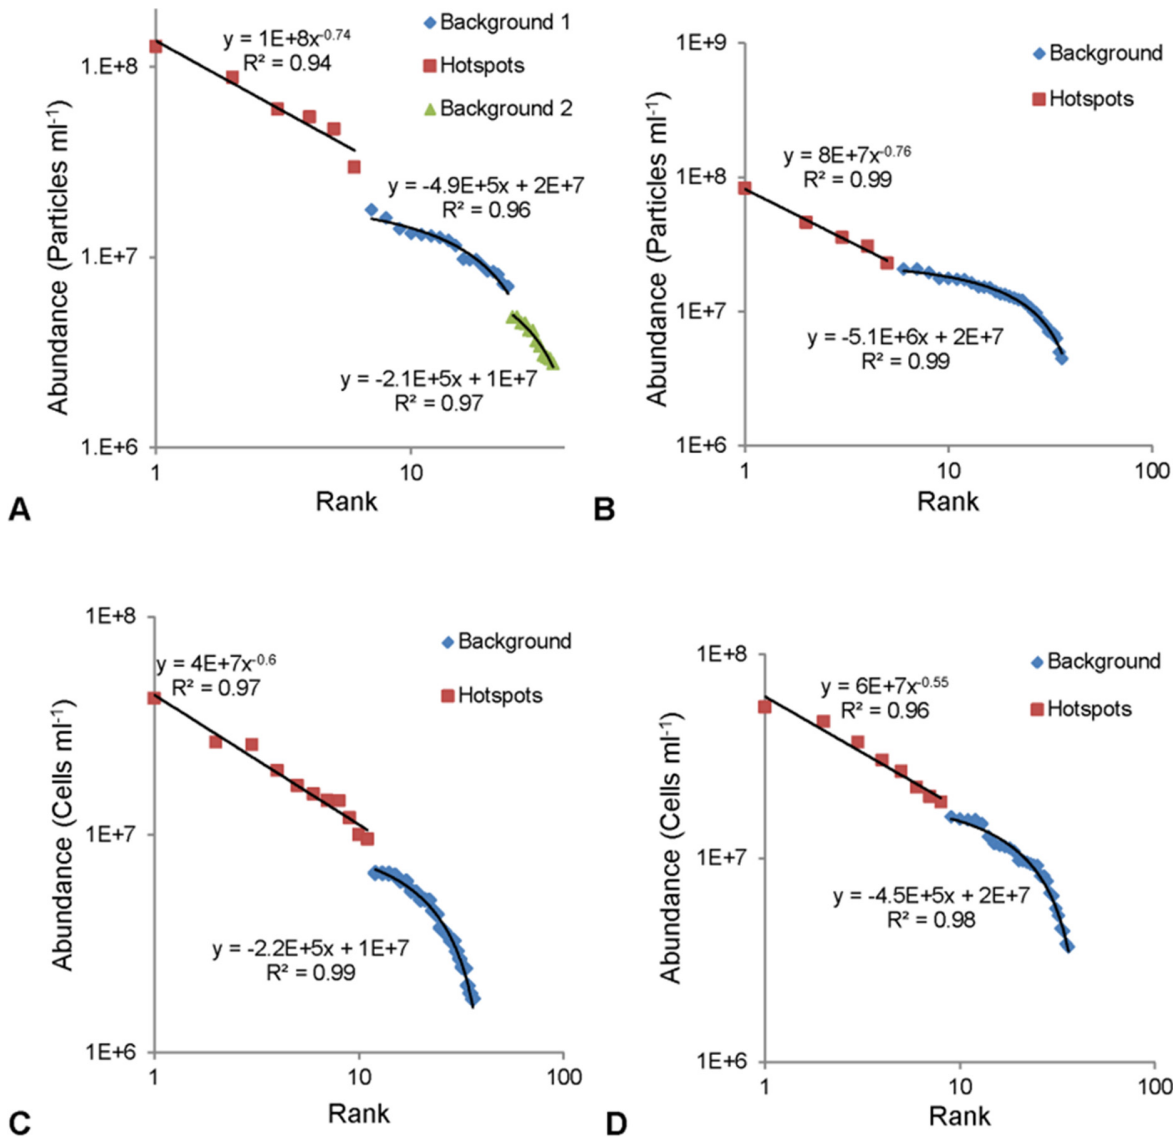 Background 1
Hotspots
Background 2
y = 1E+8x-0.74
R² = 0.94
y = -4.9E+5x + 2E+7
R² = 0.96
y = -2.1E+5x + 1E+7
R² = 0.97
1.E+8
1.E+7
1.E+6
Abundance (Particles ml-1)
1
10
Rank
A
Background
Hotspots
y = 8E+7x-0.76
R² = 0.99
y = -5.1E+6x + 2E+7
R² = 0.99
1E+9
1E+8
1E+7
1E+6
Abundance (Particles ml-1)
1
10
100
Rank
B
Background
Hotspots
y = 4E+7x-0.6
R² = 0.97
y = -2.2E+5x + 1E+7
R² = 0.99
1E+8
1E+7
1E+6
Abundance (Cells ml-1)
1
10
100
Rank
C
Background
Hotspots
y = 6E+7x-0.55
R² = 0.96
y = -4.5E+5x + 2E+7
R² = 0.98
1E+8
1E+7
1E+6
Abundance (Cells ml-1)
1
10
100
Rank
D